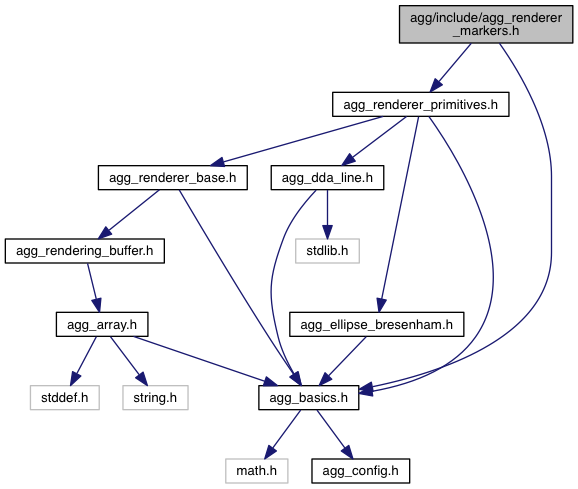 agg/include/agg_renderer
_markers.h
agg_renderer_primitives.h
agg_renderer_base.h
agg_dda_line.h
agg_rendering_buffer.h
stdlib.h
agg_array.h
agg_ellipse_bresenham.h
stddef.h
string.h
agg_basics.h
math.h
agg_config.h